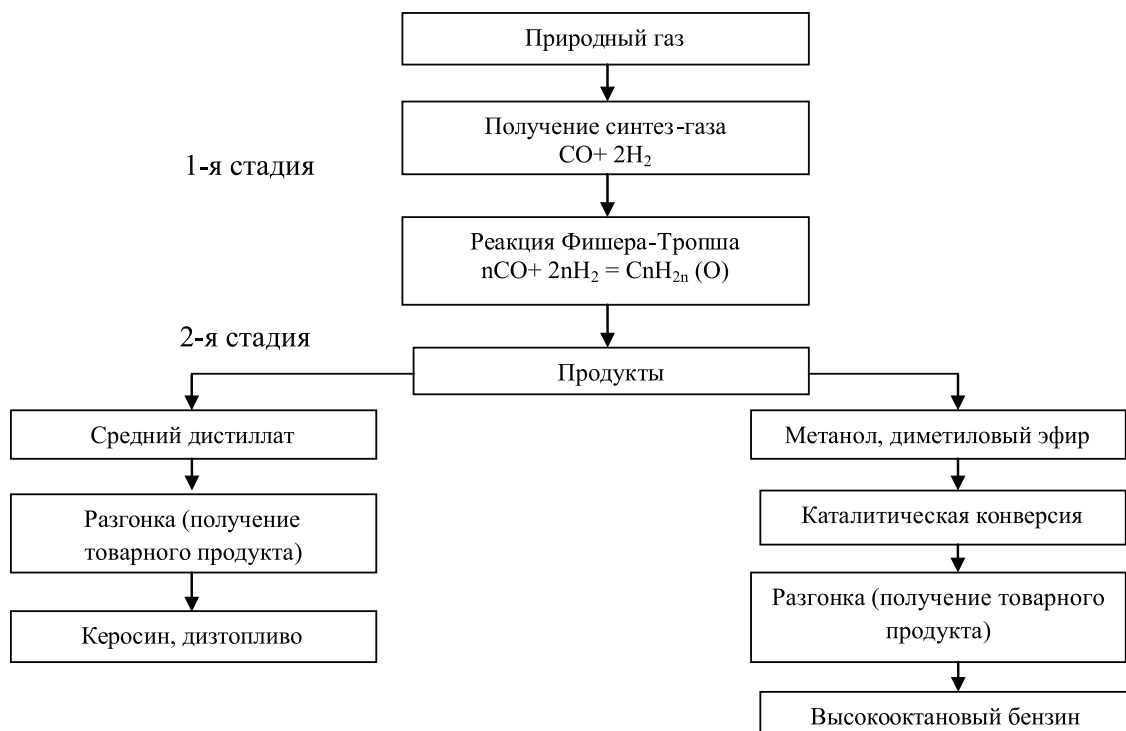 Природный газ
Получение синтез-газа
CO+ 2H₂
1-я стадия
Реакция Фишера-Тропша
nCO+ 2nH₂ = CnH₂ₙ (O)
2-я стадия
Продукты
Средний дистиллат
Метанол, диметиловый эфир
Разгонка (получение
товарного продукта)
Каталитическая конверсия
Керосин, дизтопливо
Разгонка (получение товарного
продукта)
Высокооктановый бензин